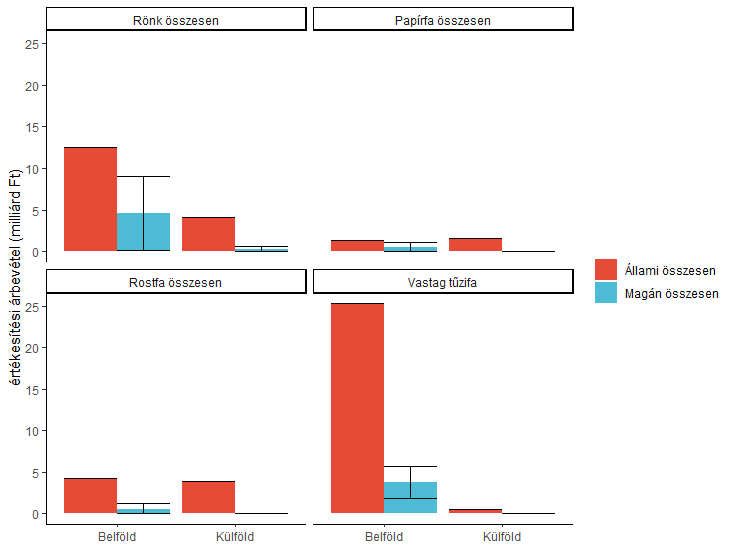 Rönk összesen
Papírfa összesen
25
20
15
10
5
0
Rostfa összesen
Vastag tűzifa
25
20
15
10
5
0
értékesítési árbevétel (milliárd Ft)
Belföld
Külföld
Belföld
Külföld
Állami összesen
Magán összesen